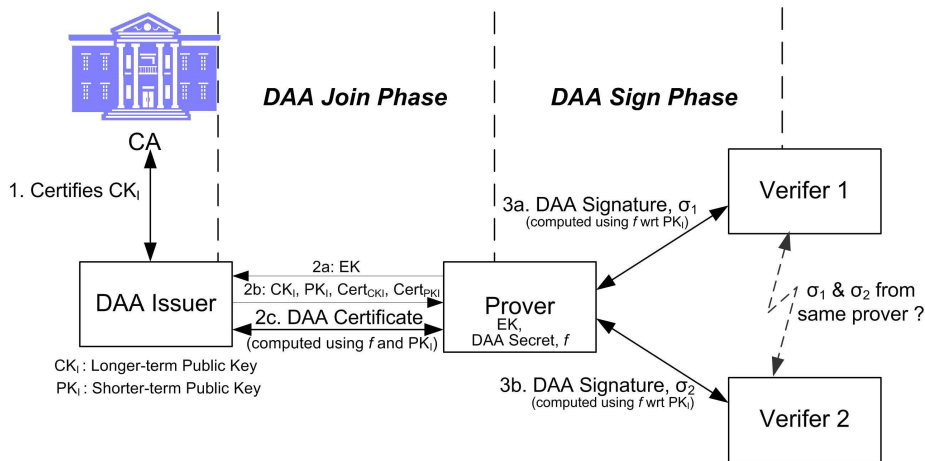 DAA Join Phase
DAA Sign Phase
CA
1. Certifies CK_I
Verifer 1
3a. DAA Signature, σ_1
(computed using f wrt PK_I)
2a: EK
DAA Issuer
2b: CK_I, PK_I, Cert_CKI, Cert_PKI
2c. DAA Certificate
(computed using f and PK_I)
Prover
EK,
DAA Secret, f
σ_1 & σ_2 from
same prover ?
CK_I : Longer-term Public Key
PK_I : Shorter-term Public Key
3b. DAA Signature, σ_2
(computed using f wrt PK_I)
Verifer 2